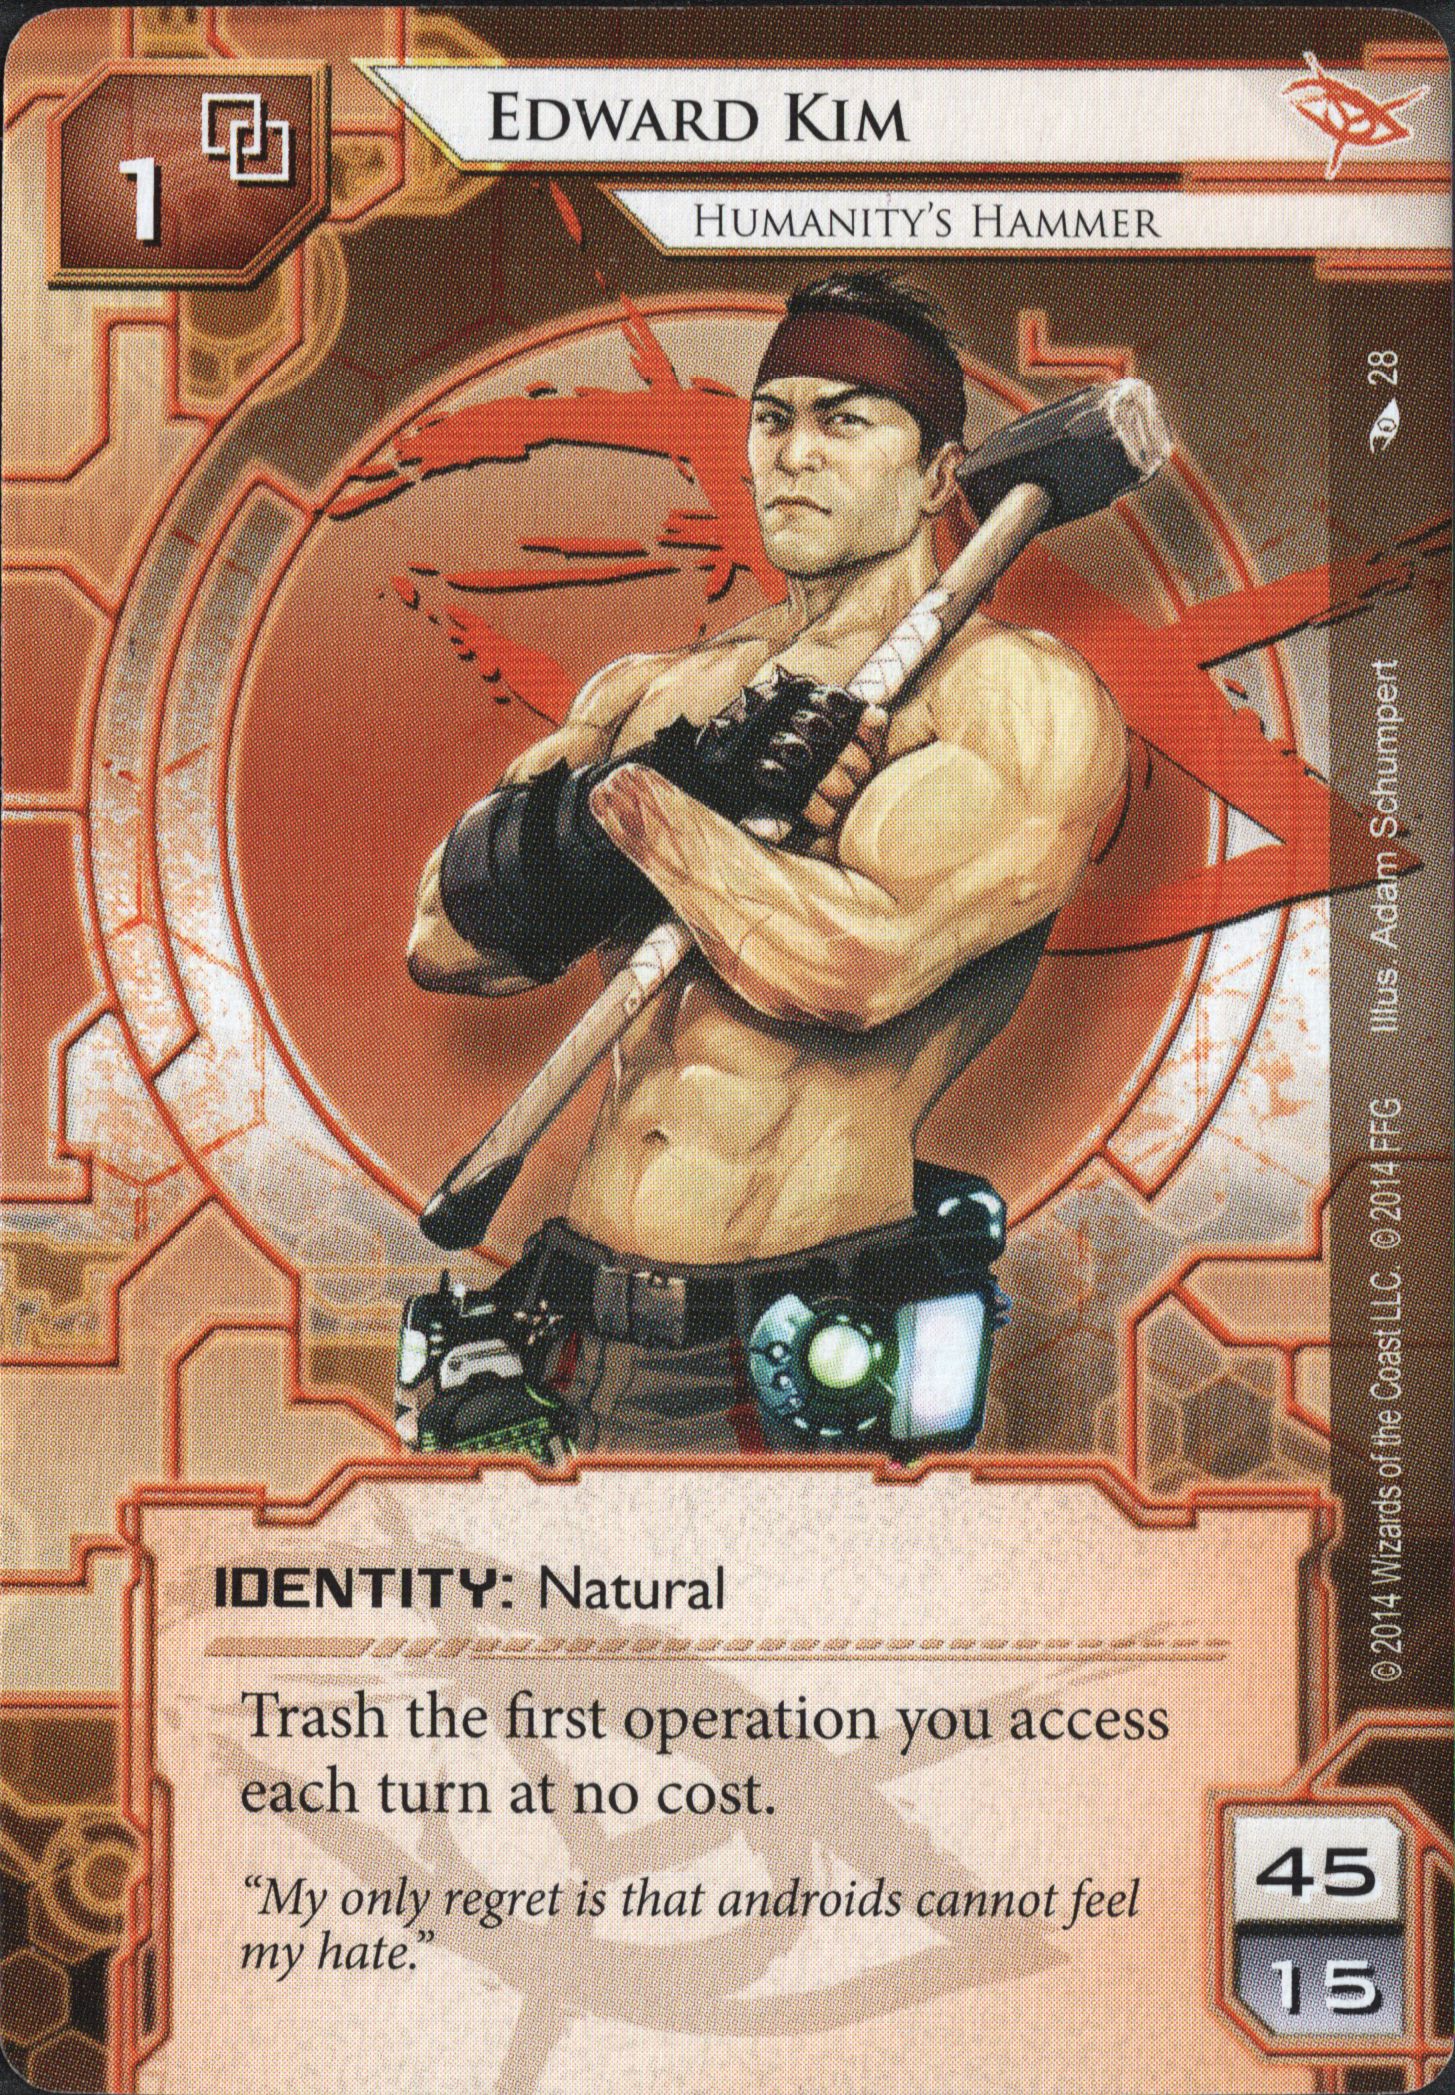 1
EDWARD KIM
HUMANITY'S HAMMER
28
Illus. Adam Schumpert
© 2014 Wizards of the Coast LLC. © 2014 FFG
IDENTITY: Natural
Trash the first operation you access
each turn at no cost.
“My only regret is that androids cannot feel
my hate.”
45
15